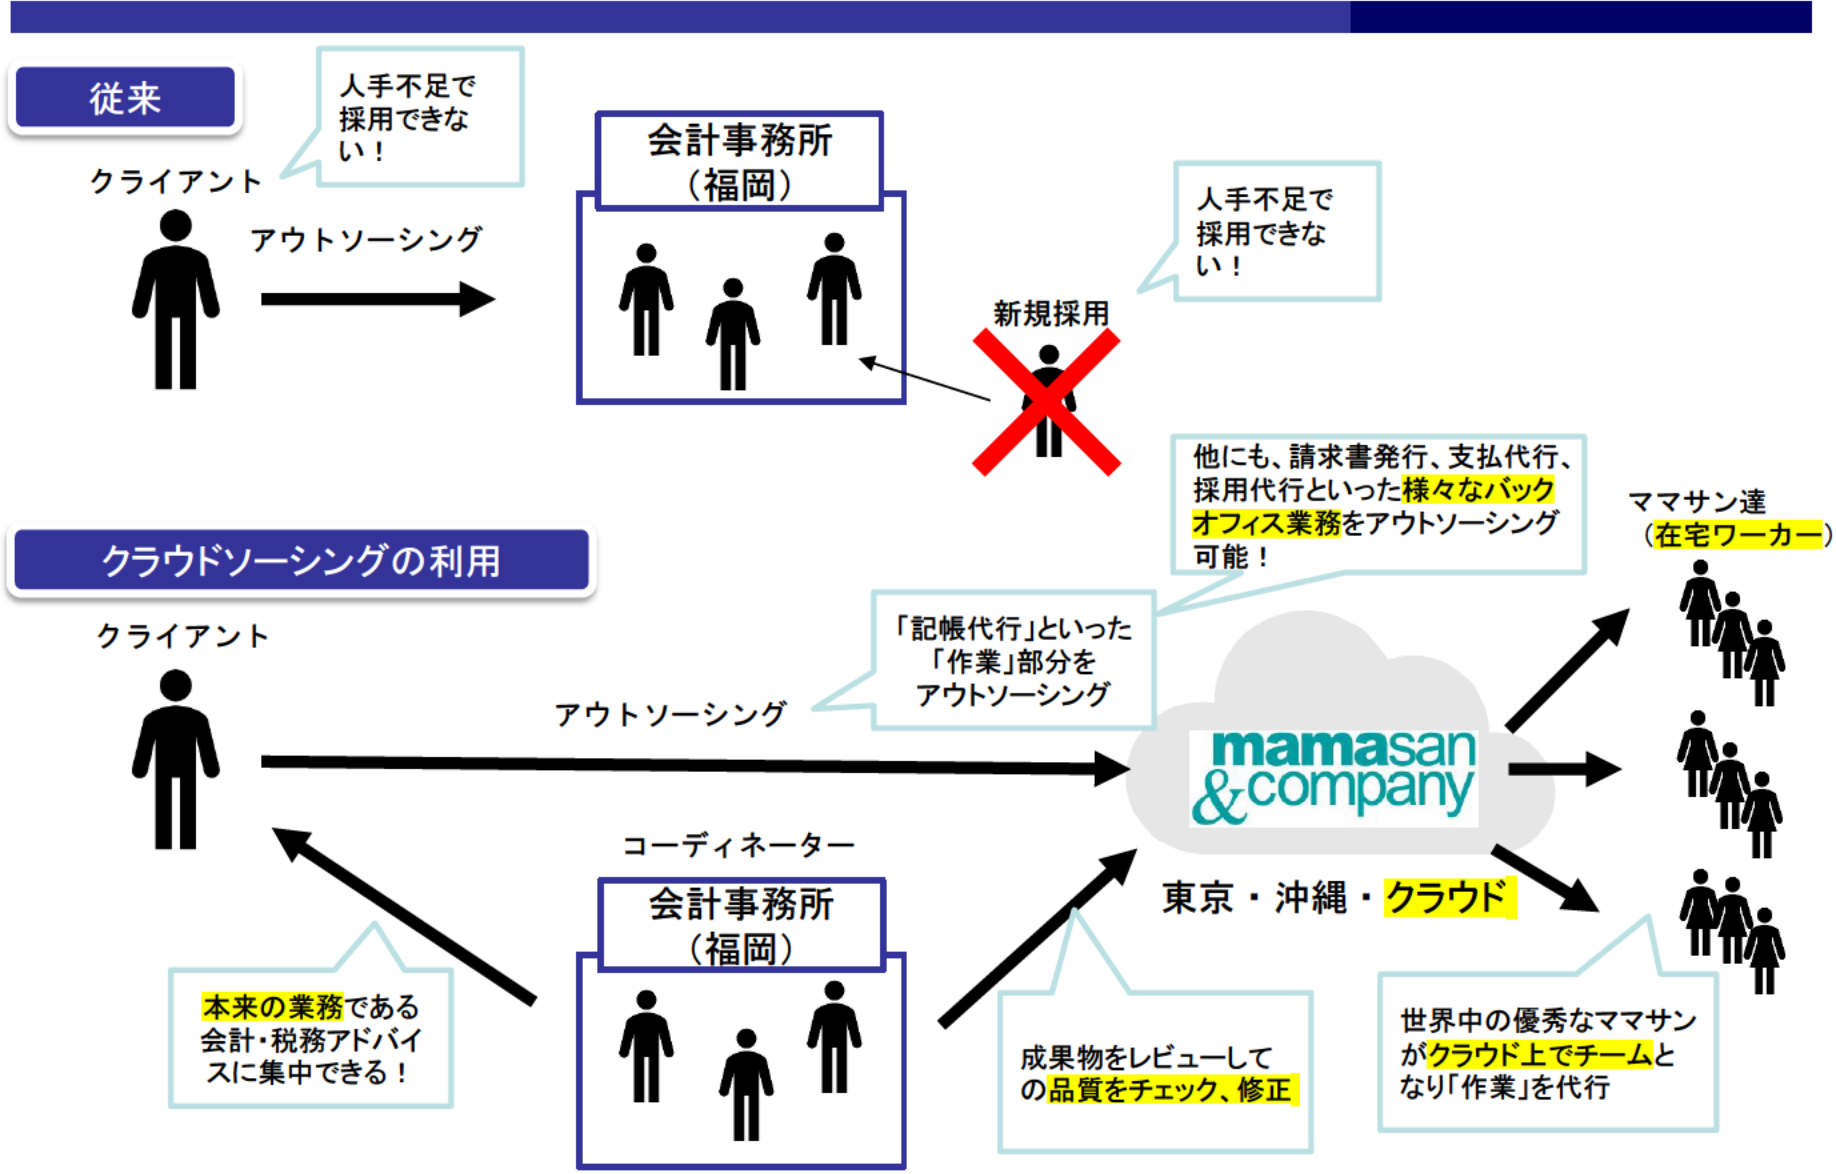 従来
人手不足で
採用できな
い！
クライアント
アウトソーシング
会計事務所
（福岡）
人手不足で
採用できな
い！
新規採用
他にも、請求書発行、支払代行、
採用代行といった様々なバック
オフィス業務をアウトソーシング
可能！
ママサン達
（在宅ワーカー）
クラウドソーシングの利用
クライアント
「記帳代行」といった
「作業」部分を
アウトソーシング
アウトソーシング
mamasan
&company
コーディネーター
会計事務所
（福岡）
東京・沖縄・クラウド
本来の業務である
会計・税務アドバイ
スに集中できる！
成果物をレビューして
の品質をチェック、修正
世界中の優秀なママサン
がクラウド上でチームと
なり「作業」を代行